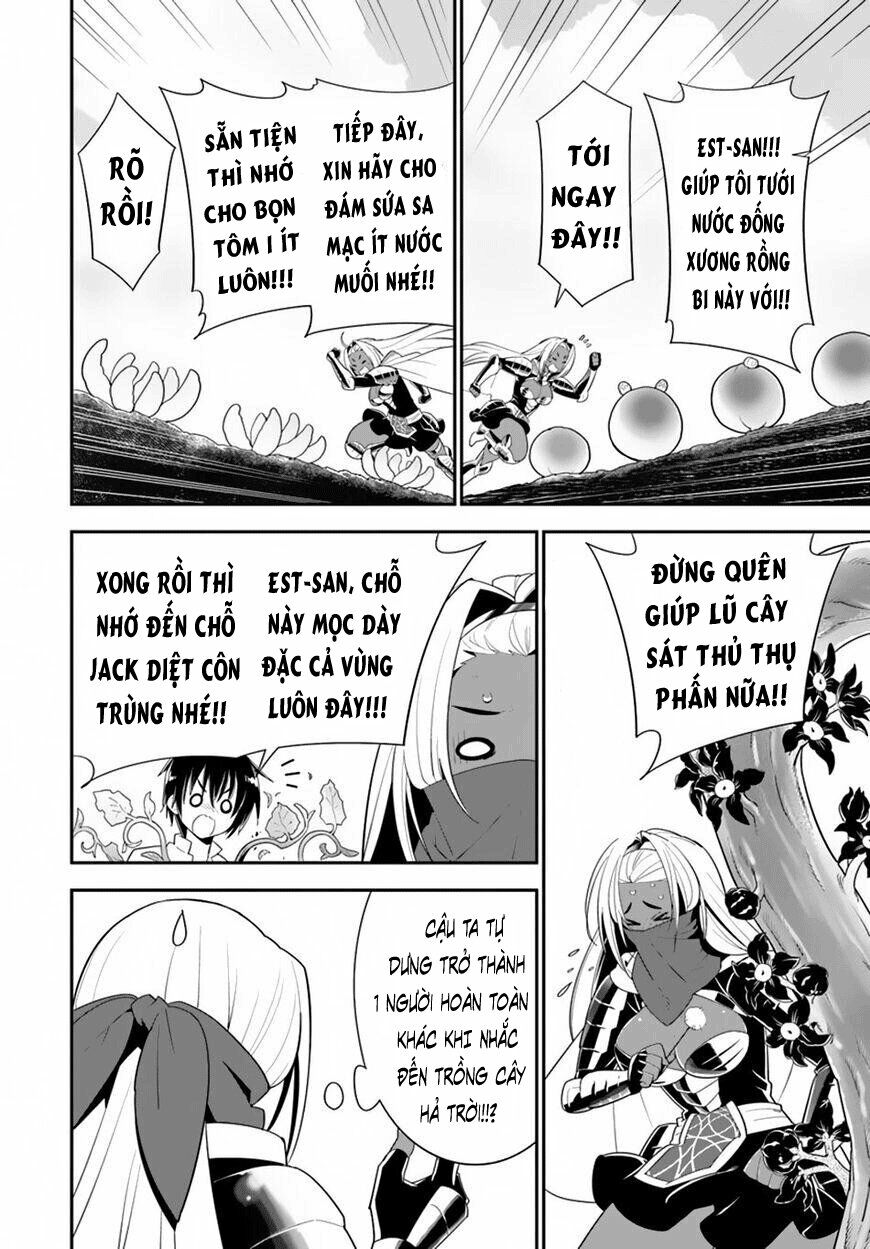 EST-SAN!!!
GIÚP TÔI TƯỚI
NƯỚC ĐỐNG
XƯƠNG RỒNG
BI NÀY VỚI!!
TỚI
NGAY
ĐÂY!!
TIẾP ĐÂY,
XIN HÃY CHO
ĐÁM SỨA SA
MẠC ÍT NƯỚC
MUỐI NHÉ!!
SẴN TIỆN
THÌ NHỚ
CHO BỌN
TÔM 1 ÍT
LUÔN!!!
RÕ
RỒI!
ĐỪNG QUÊN
GIÚP LŨ CÂY
SÁT THỦ THỤ
PHẤN NỮA!!
EST-SAN, CHỖ
NÀY MỌC DÀY
ĐẶC CẢ VÙNG
LUÔN ĐÂY!!!
XONG RỒI THÌ
NHỚ ĐẾN CHỖ
JACK DIỆT CÔN
TRÙNG NHÉ!!
CẬU TA TỰ
DƯNG TRỞ THÀNH
1 NGƯỜI HOÀN TOÀN
KHÁC KHI NHẮC
ĐẾN TRỒNG CÂY
HẢ TRỜI!!?